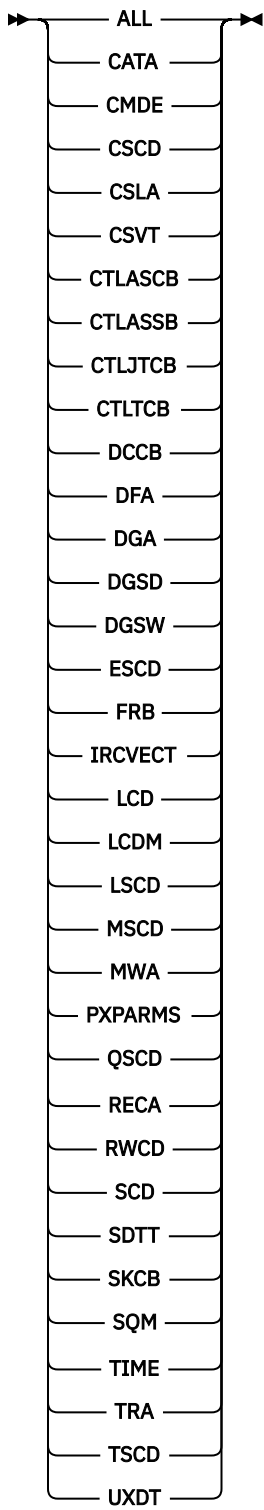 ALL
CATA
CMDE
CSCD
CSLA
CSVT
CTLASCB
CTLASSB
CTLJTCB
CTLTCB
DCCB
DFA
DGA
DGSD
DGSW
ESCD
FRB
IRCVECT
LCD
LCDM
LSCD
MSCD
MWA
PXPARMS
QSCD
RECA
RWCD
SCD
SDTT
SKCB
SQM
TIME
TRA
TSCD
UXDT